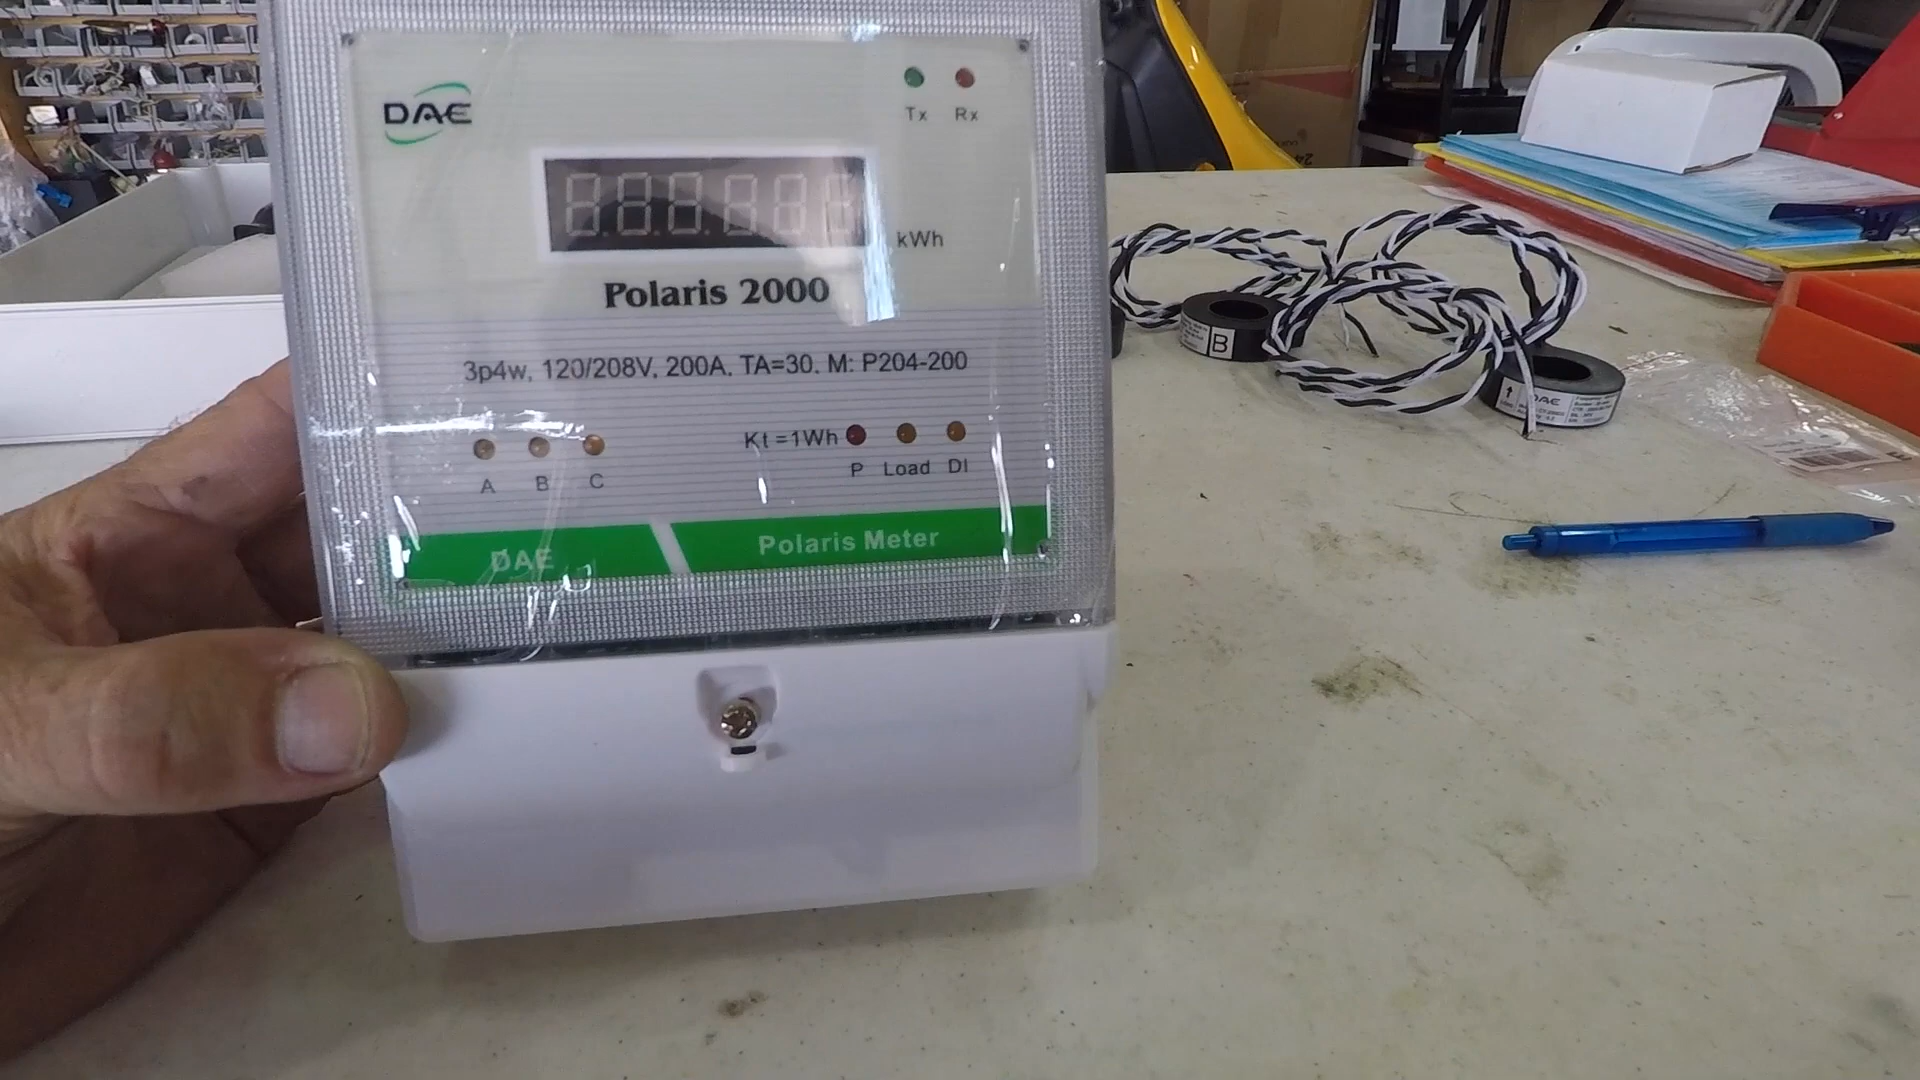 DAE
Tx Rx
kWh
Polaris 2000
3p4w, 120/208V, 200A, TA=30. M: P204-200
Kt =1Wh
A B C
P Load DI
DAE
Polaris Meter
B
DAE
24